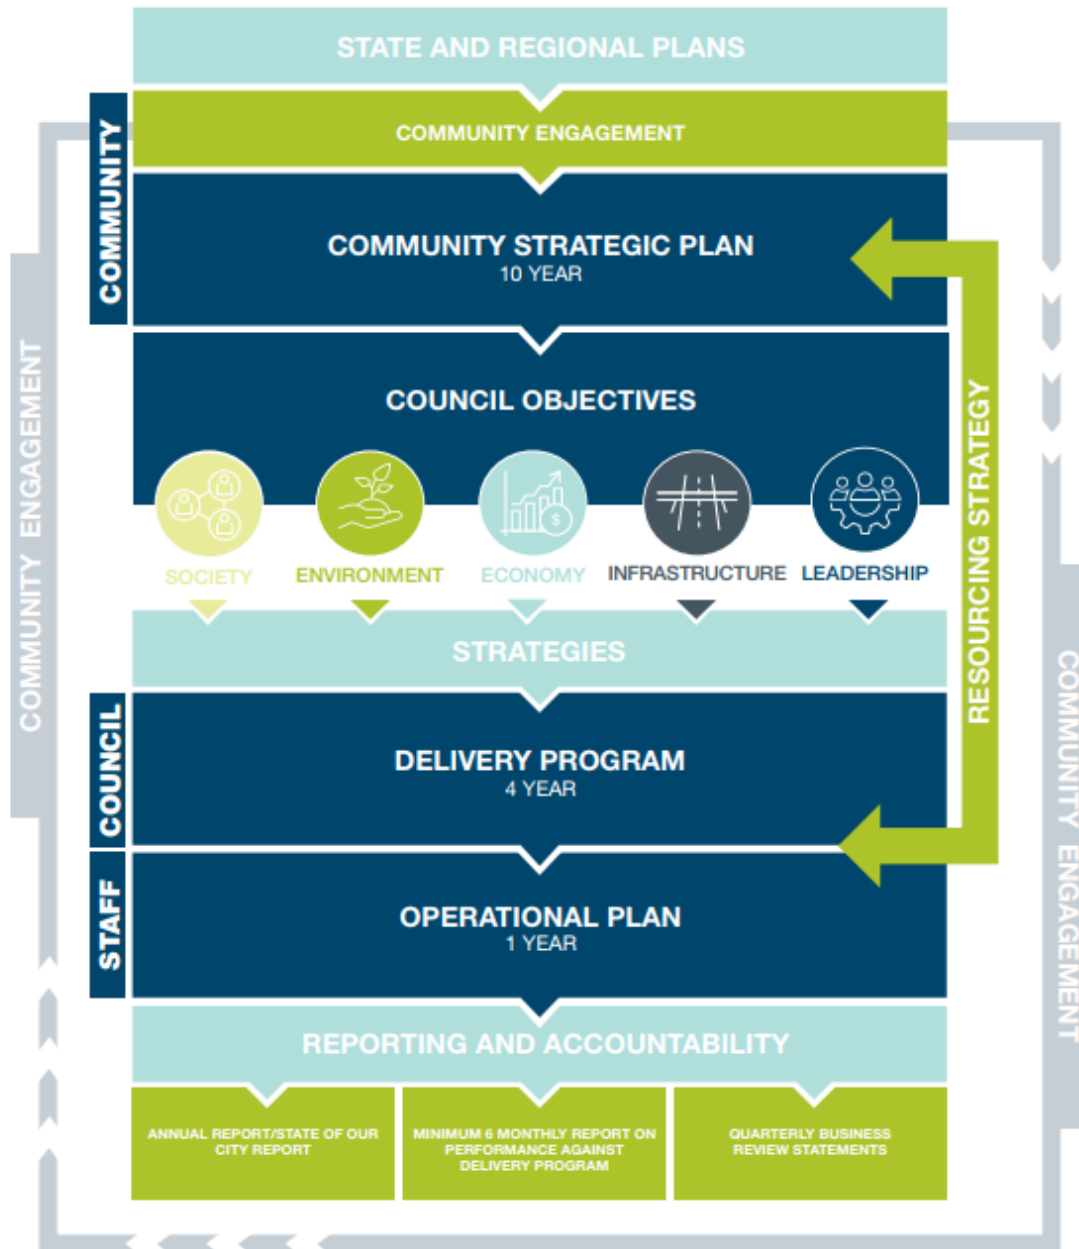 STATE AND REGIONAL PLANS
COMMUNITY ENGAGEMENT
COMMUNITY
COMMUNITY STRATEGIC PLAN
10 YEAR
COUNCIL OBJECTIVES
SOCIETY
ENVIRONMENT
ECONOMY
INFRASTRUCTURE
LEADERSHIP
$
STRATEGIES
COUNCIL
DELIVERY PROGRAM
4 YEAR
STAFF
OPERATIONAL PLAN
1 YEAR
RESOURCING STRATEGY
COMMUNITY ENGAGEMENT
COMMUNITY ENGAGEMENT
REPORTING AND ACCOUNTABILITY
ANNUAL REPORT/STATE OF OUR
CITY REPORT
MINIMUM 6 MONTHLY REPORT ON
PERFORMANCE AGAINST
DELIVERY PROGRAM
QUARTERLY BUSINESS
REVIEW STATEMENTS